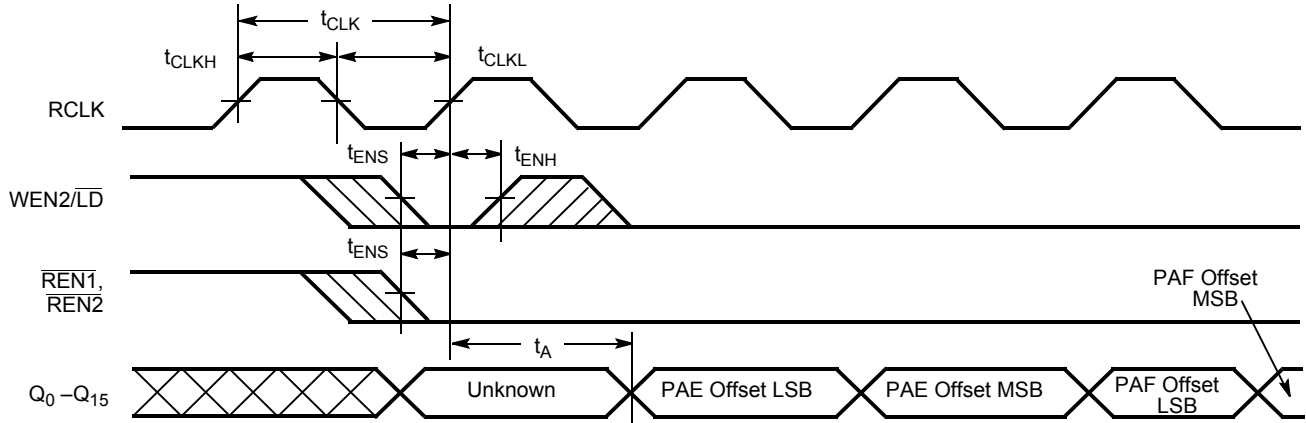 tCLK
tCLKH
tCLKL
RCLK
tENS
tENH
WEN2/LD
tENS
REN1,
REN2
PAF Offset
MSB
tA
Q0 –Q15
Unknown
PAE Offset LSB
PAE Offset MSB
PAF Offset
LSB